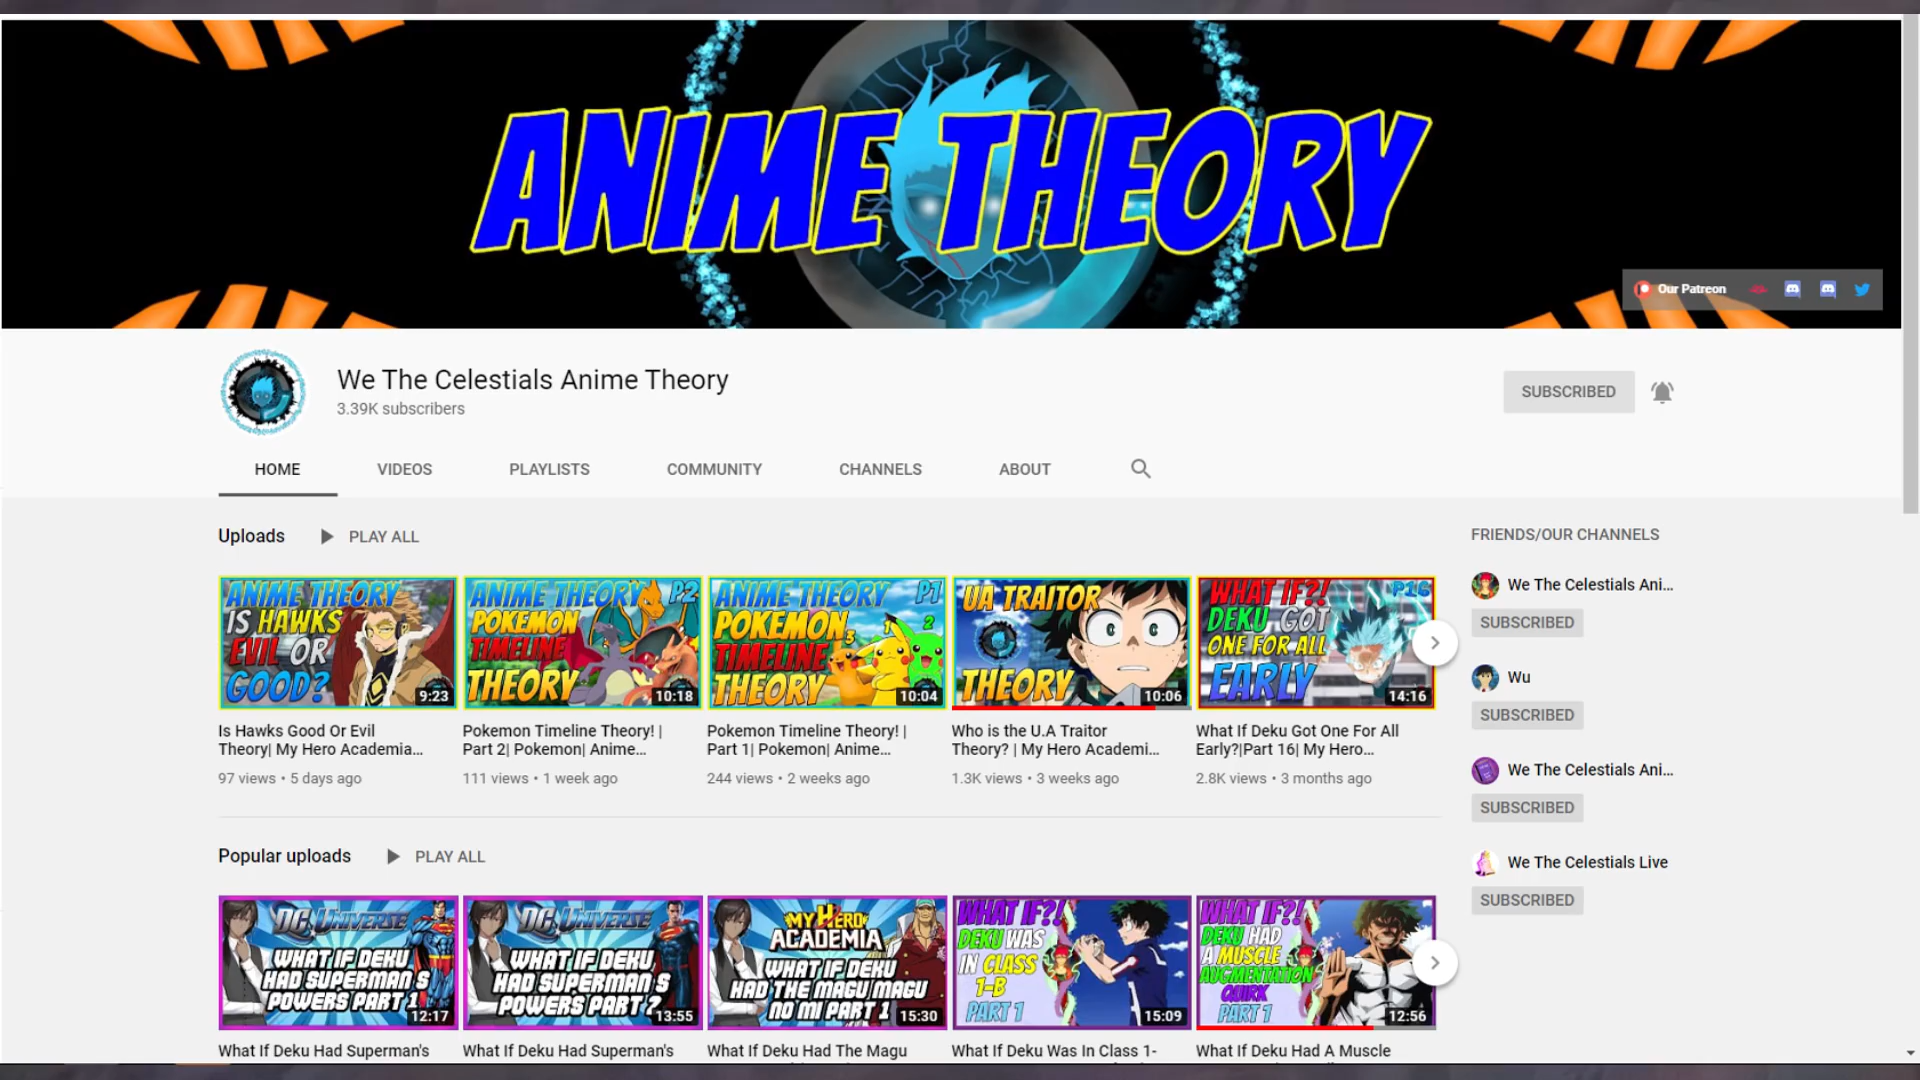 ANIME THEORY
Our Patreon
We The Celestials Anime Theory
3.39K subscribers
SUBSCRIBED
HOME VIDEOS PLAYLISTS COMMUNITY CHANNELS ABOUT
Uploads PLAY ALL
ANIME THEORY
IS HAWKS
EVIL OR
GOOD?
9:23
Is Hawks Good Or Evil
Theory| My Hero Academia...
97 views • 5 days ago
ANIME THEORY P2
POKEMON
TIMELINE
THEORY
10:18
Pokemon Timeline Theory! |
Part 2| Pokemon| Anime...
111 views • 1 week ago
ANIME THEORY P1
POKEMON
TIMELINE
THEORY
3 1 2
10:04
Pokemon Timeline Theory! |
Part 1| Pokemon| Anime...
244 views • 2 weeks ago
UA TRAITOR
THEORY
10:06
Who is the U.A Traitor
Theory? | My Hero Academi...
1.3K views • 3 weeks ago
WHAT IF?! P16
DEKU GOT
ONE FOR ALL
EARLY
14:16
What If Deku Got One For All
Early?|Part 16| My Hero...
2.8K views • 3 months ago
FRIENDS/OUR CHANNELS
We The Celestials Ani...
SUBSCRIBED
Wu
SUBSCRIBED
We The Celestials Ani...
SUBSCRIBED
We The Celestials Live
SUBSCRIBED
Popular uploads PLAY ALL
DC UNIVERSE
WHAT IF DEKU
HAD SUPERMAN'S
POWERS PART 1
12:17
What If Deku Had Superman's
DC UNIVERSE
WHAT IF DEKU
HAD SUPERMAN'S
POWERS PART 2
13:55
What If Deku Had Superman's
MY HERO
ACADEMIA
WHAT IF DEKU
HAD THE MAGU MAGU
NO MI PART 1
15:30
What If Deku Had The Magu
WHAT IF?!
DEKU WAS
IN CLASS
1-B
PART 1
15:09
What If Deku Was In Class 1-
WHAT IF?!
DEKU HAD
A MUSCLE
AUGMENTATION
QUIRK
PART 1
12:56
What If Deku Had A Muscle